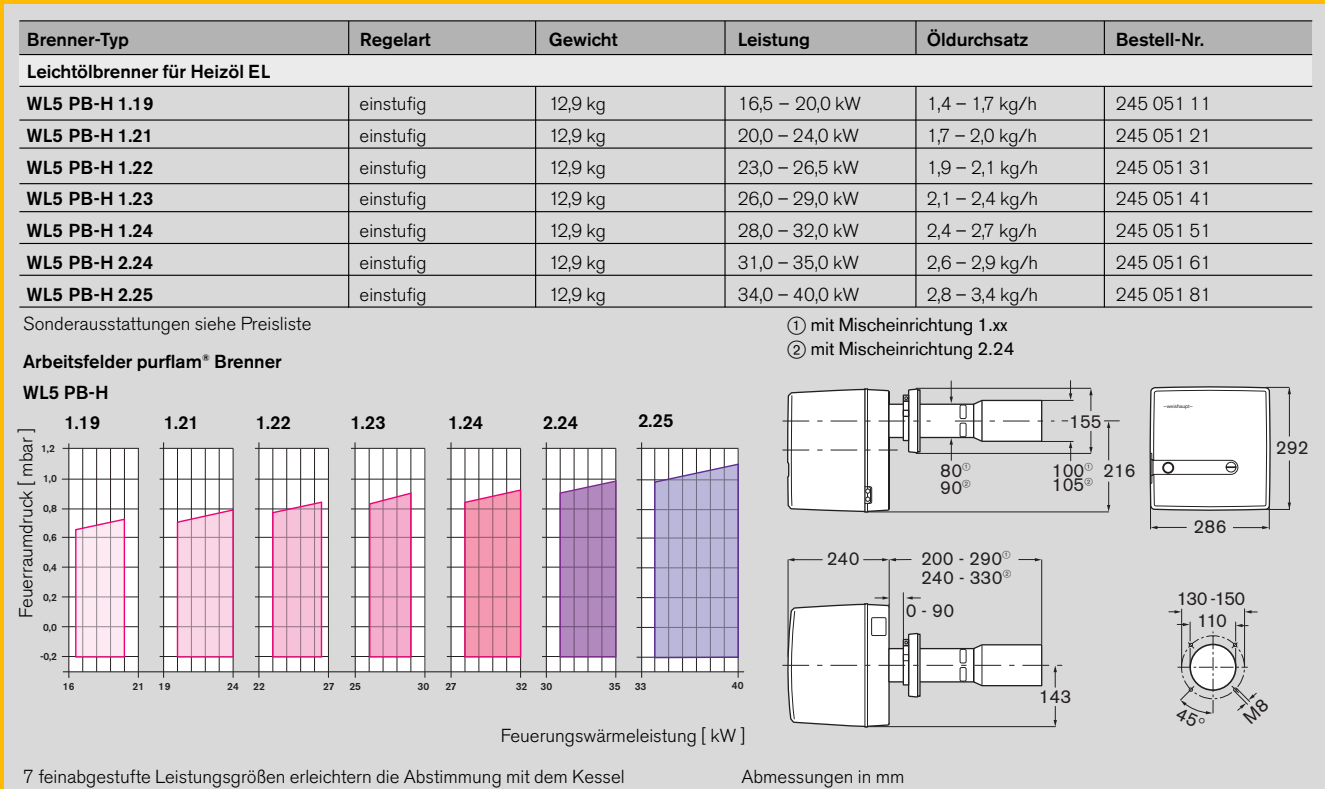 Brenner-Typ Regelart Gewicht Leistung Öldurchsatz Bestell-Nr.
Leichtölbrenner für Heizöl EL
WL5 PB-H 1.19 einstufig 12,9 kg 16,5 – 20,0 kW 1,4 – 1,7 kg/h 245 051 11
WL5 PB-H 1.21 einstufig 12,9 kg 20,0 – 24,0 kW 1,7 – 2,0 kg/h 245 051 21
WL5 PB-H 1.22 einstufig 12,9 kg 23,0 – 26,5 kW 1,9 – 2,1 kg/h 245 051 31
WL5 PB-H 1.23 einstufig 12,9 kg 26,0 – 29,0 kW 2,1 – 2,4 kg/h 245 051 41
WL5 PB-H 1.24 einstufig 12,9 kg 28,0 – 32,0 kW 2,4 – 2,7 kg/h 245 051 51
WL5 PB-H 2.24 einstufig 12,9 kg 31,0 – 35,0 kW 2,6 – 2,9 kg/h 245 051 61
WL5 PB-H 2.25 einstufig 12,9 kg 34,0 – 40,0 kW 2,8 – 3,4 kg/h 245 051 81
Sonderausstattungen siehe Preisliste
① mit Mischeinrichtung 1.xx
② mit Mischeinrichtung 2.24
Arbeitsfelder purflam® Brenner
WL5 PB-H
1.19 1.21 1.22 1.23 1.24 2.24 2.25
Feuerraumdruck [ mbar ]
1,2
1,0
0,8
0,6
0,4
0,2
0,0
-0,2
16 21 19 24 22 27 25 30 27 32 30 35 33 40
Feuerungswärmeleistung [ kW ]
–weishaupt–
155
80① 100① 216
90② 105②
292
286
240 200 - 290①
240 - 330②
0 - 90
143
130 -150
110
45°
M8
7 feinabgestufte Leistungsgrößen erleichtern die Abstimmung mit dem Kessel
Abmessungen in mm